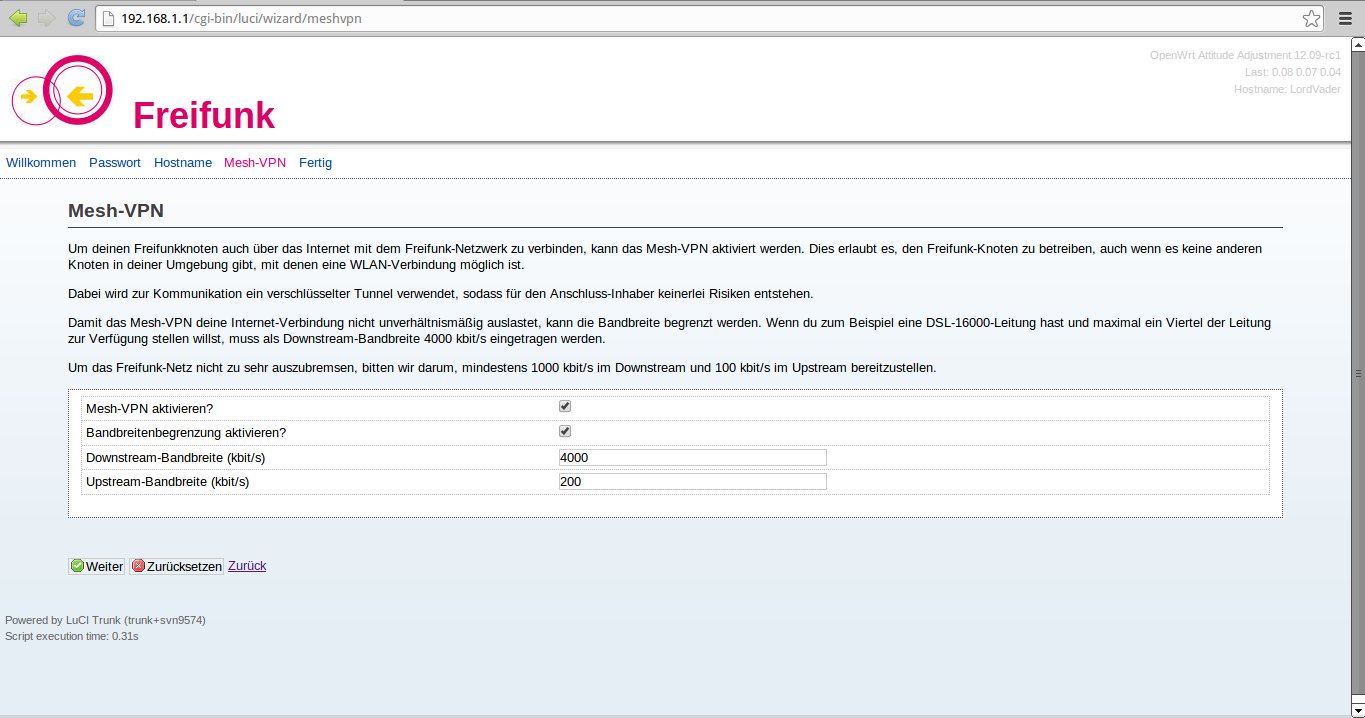 192.168.1.1/cgi-bin/luci/wizard/meshvpn
OpenWrt Attitude Adjustment 12.09-rc1
Last: 0.08 0.07 0.04
Hostname: LordVader
Freifunk
Willkommen Passwort Hostname Mesh-VPN Fertig
Mesh-VPN
Um deinen Freifunkknoten auch über das Internet mit dem Freifunk-Netzwerk zu verbinden, kann das Mesh-VPN aktiviert werden. Dies erlaubt es, den Freifunk-Knoten zu betreiben, auch wenn es keine anderen
Knoten in deiner Umgebung gibt, mit denen eine WLAN-Verbindung möglich ist.
Dabei wird zur Kommunikation ein verschlüsselter Tunnel verwendet, sodass für den Anschluss-Inhaber keinerlei Risiken entstehen.
Damit das Mesh-VPN deine Internet-Verbindung nicht unverhältnismäßig auslastet, kann die Bandbreite begrenzt werden. Wenn du zum Beispiel eine DSL-16000-Leitung hast und maximal ein Viertel der Leitung
zur Verfügung stellen willst, muss als Downstream-Bandbreite 4000 kbit/s eingetragen werden.
Um das Freifunk-Netz nicht zu sehr auszubremsen, bitten wir darum, mindestens 1000 kbit/s im Downstream und 100 kbit/s im Upstream bereitzustellen.
Mesh-VPN aktivieren?
Bandbreitenbegrenzung aktivieren?
Downstream-Bandbreite (kbit/s) 4000
Upstream-Bandbreite (kbit/s) 200
Weiter Zurücksetzen Zurück
Powered by LuCI Trunk (trunk+svn9574)
Script execution time: 0.31s